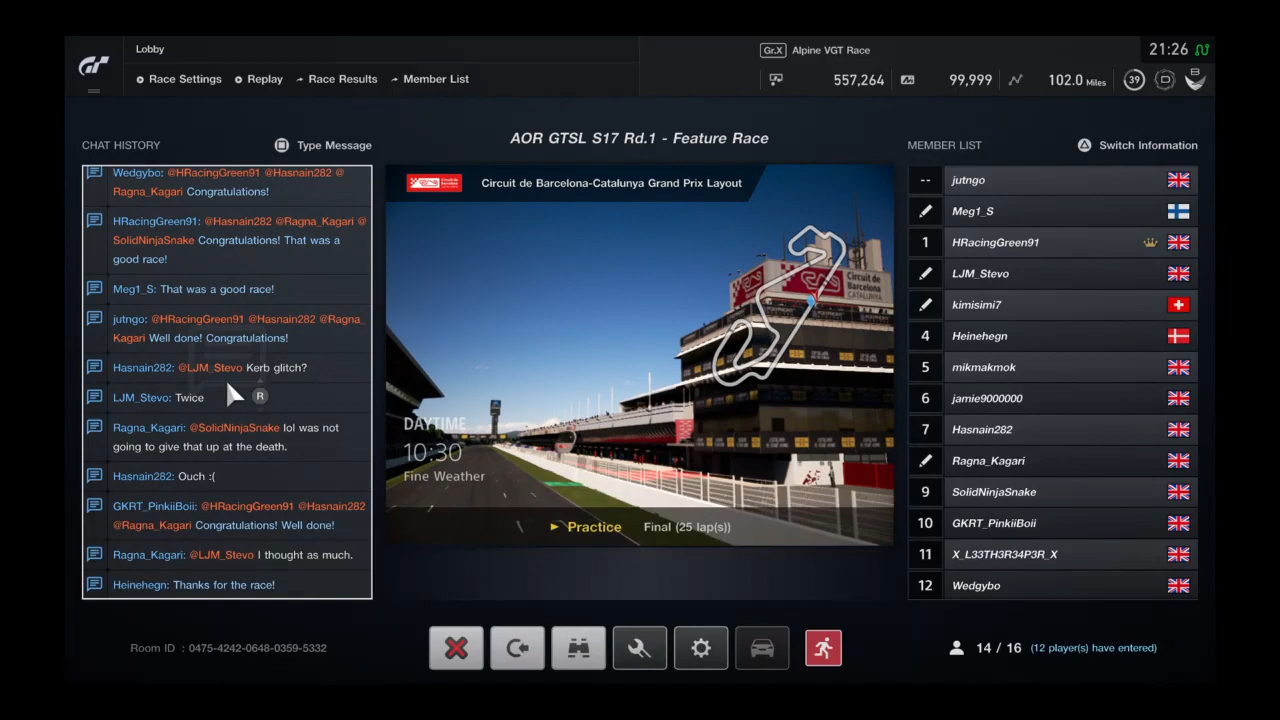 Lobby
Race Settings
Replay
Race Results
Member List
Gr.X Alpine VGT Race
21:26
557,264
99,999
102.0 Miles
39
D
B
CHAT HISTORY
Type Message
Wedgybo: @HRacingGreen91 @Hasnain282 @
Ragna_Kagari Congratulations!
HRacingGreen91: @Hasnain282 @Ragna_Kagari @
SolidNinjaSnake Congratulations! That was a
good race!
Meg1_S: That was a good race!
jutngo: @HRacingGreen91 @Hasnain282 @Ragna_
Kagari Well done! Congratulations!
Hasnain282: @LJM_Stevo Kerb glitch?
LJM_Stevo: Twice
R
Ragna_Kagari: @SolidNinjaSnake lol was not
going to give that up at the death.
Hasnain282: Ouch :(
GKRT_PinkiiBoii: @HRacingGreen91 @Hasnain282
@Ragna_Kagari Congratulations! Well done!
Ragna_Kagari: @LJM_Stevo I thought as much.
Heinehegn: Thanks for the race!
AOR GTSL S17 Rd.1 - Feature Race
Circuit de Barcelona-Catalunya Grand Prix Layout
Circuit de
Barcelona
CATALUNYA
DAYTIME
10:30
Fine Weather
Practice
Final (25 lap(s))
MEMBER LIST
Switch Information
-- jutngo
Meg1_S
1 HRacingGreen91
LJM_Stevo
kimisimi7
4 Heinehegn
5 mikmakmok
6 jamie9000000
7 Hasnain282
Ragna_Kagari
9 SolidNinjaSnake
10 GKRT_PinkiiBoii
11 X_L33TH3R34P3R_X
12 Wedgybo
Room ID : 0475-4242-0648-0359-5332
14 / 16 (12 player(s) have entered)